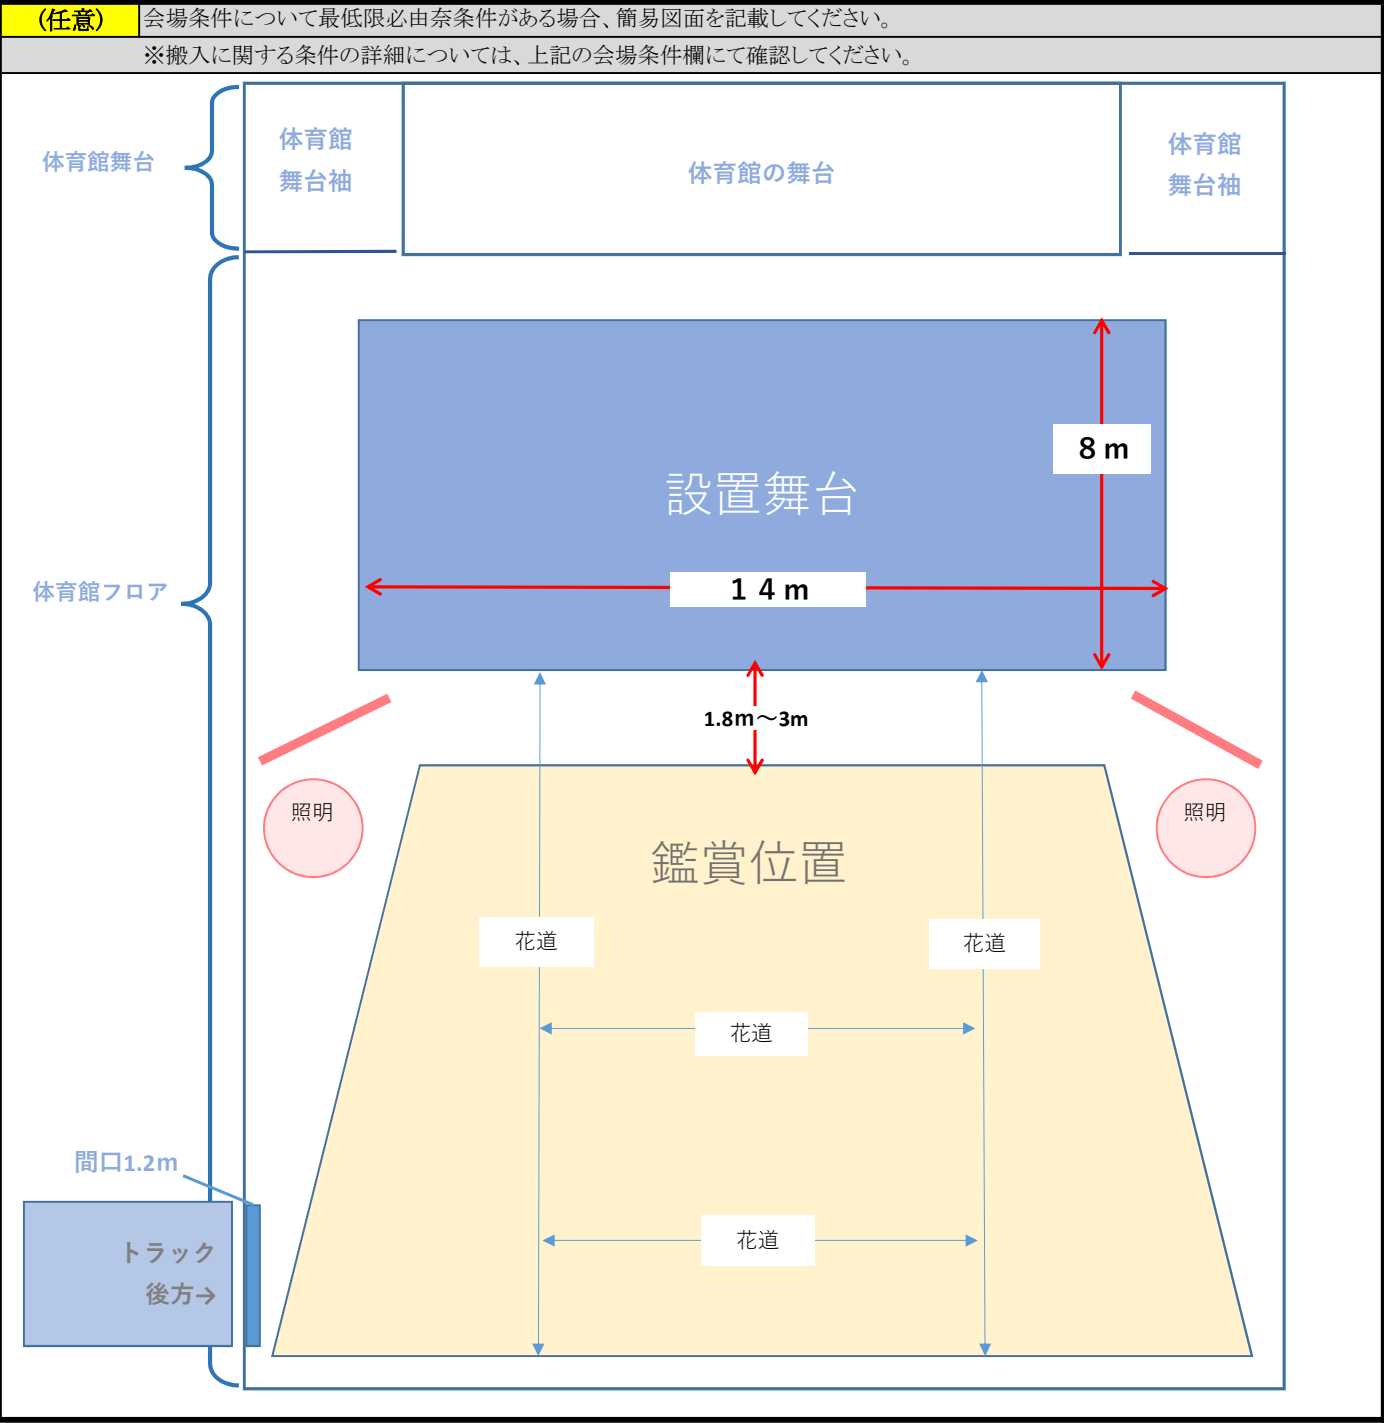 (任意)
会場条件について最低限必由奈条件がある場合、簡易図面を記載してください。
※搬入に関する条件の詳細については、上記の会場条件欄にて確認してください。
体育館舞台
体育館
舞台袖
体育館の舞台
体育館
舞台袖
8m
設置舞台
14m
体育館フロア
1.8m～3m
照明
照明
鑑賞位置
花道
花道
花道
間口1.2m
花道
トラック
後方→